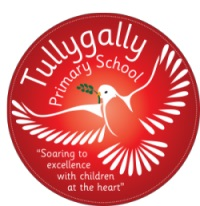 Tullygally
Primary School
"Soaring to
excellence
with children
at the heart"